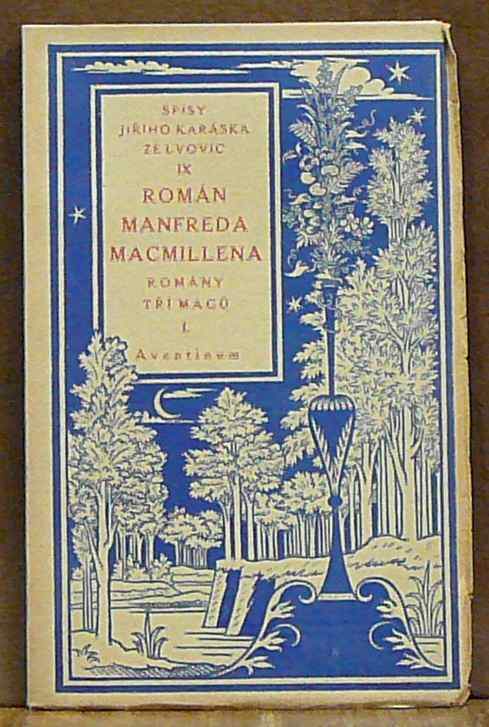 SPISY
JIŘÍHO KARÁSKA
ZE LVOVIC
IX
ROMÁN
MANFREDA
MACMILLENA
ROMÁNY
TŘÍ MÁGŮ
I.
Aventinum